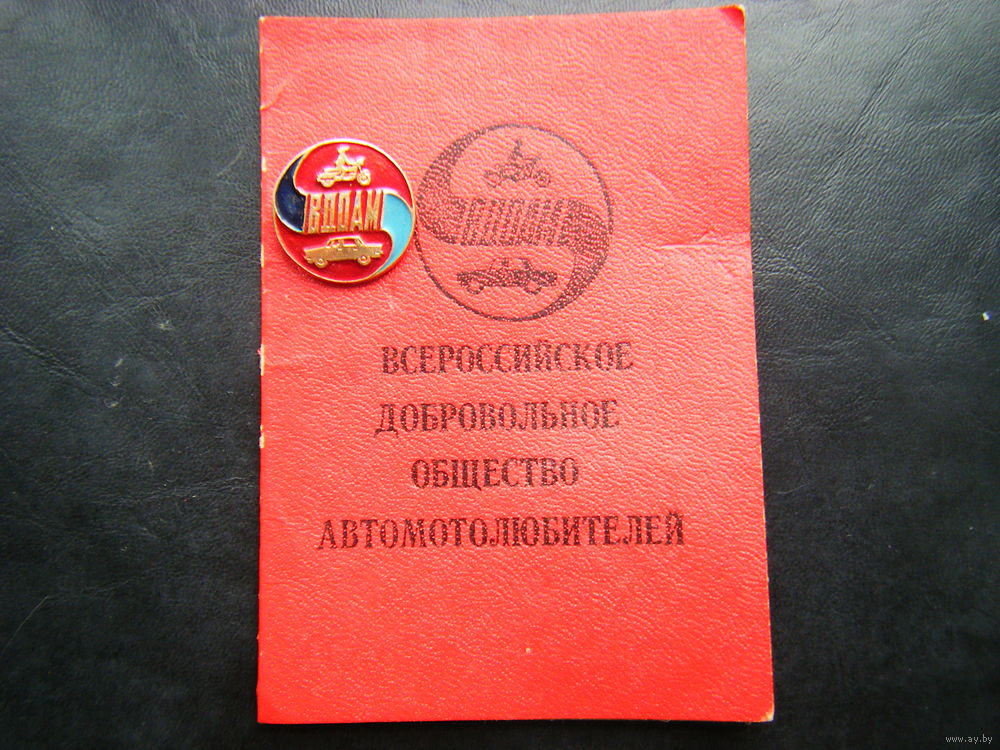 ВДОАМ
ВДОАМ
ВСЕРОССИЙСКОЕ
ДОБРОВОЛЬНОЕ
ОБЩЕСТВО
АВТОМОТОЛЮБИТЕЛЕЙ
www.ay.by